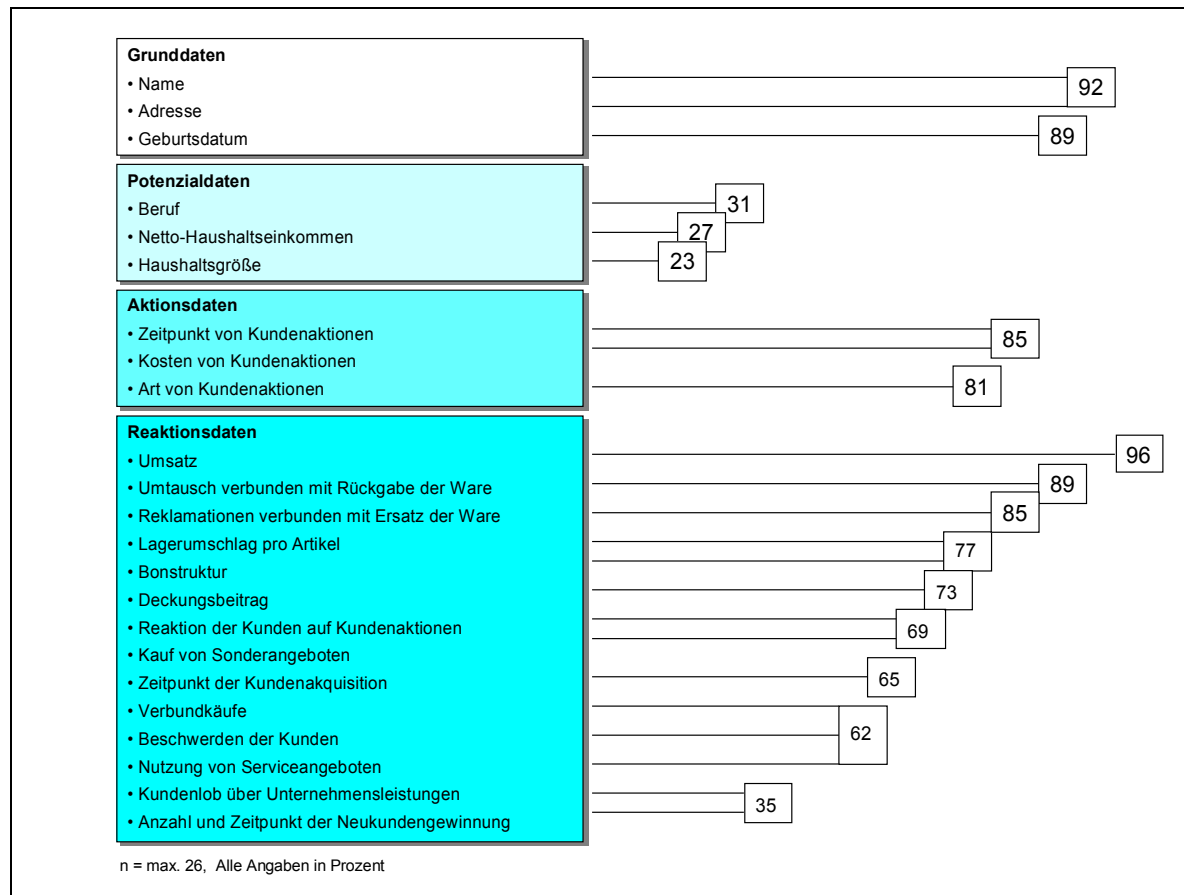 Grunddaten
• Name
• Adresse
92
• Geburtsdatum
89
Potenzialdaten
• Beruf
31
• Netto-Haushaltseinkommen
27
• Haushaltsgröße
23
Aktionsdaten
• Zeitpunkt von Kundenaktionen
85
• Kosten von Kundenaktionen
• Art von Kundenaktionen
81
Reaktionsdaten
• Umsatz
96
• Umtausch verbunden mit Rückgabe der Ware
89
• Reklamationen verbunden mit Ersatz der Ware
85
• Lagerumschlag pro Artikel
77
• Bonstruktur
• Deckungsbeitrag
73
• Reaktion der Kunden auf Kundenaktionen
69
• Kauf von Sonderangeboten
• Zeitpunkt der Kundenakquisition
65
• Verbundkäufe
• Beschwerden der Kunden
62
• Nutzung von Serviceangeboten
• Kundenlob über Unternehmensleistungen
35
• Anzahl und Zeitpunkt der Neukundengewinnung
n = max. 26, Alle Angaben in Prozent